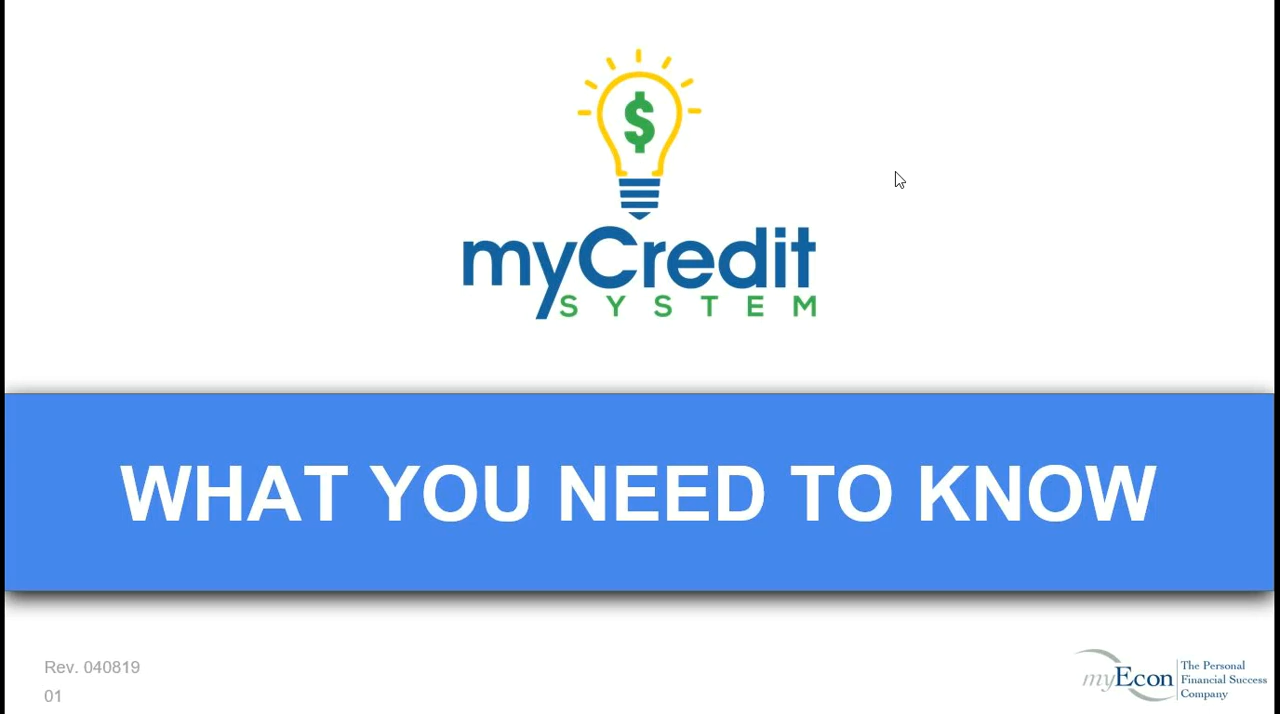 $
myCredit
SYSTEM
WHAT YOU NEED TO KNOW
Rev. 040819
01
myEcon
The Personal
Financial Success
Company